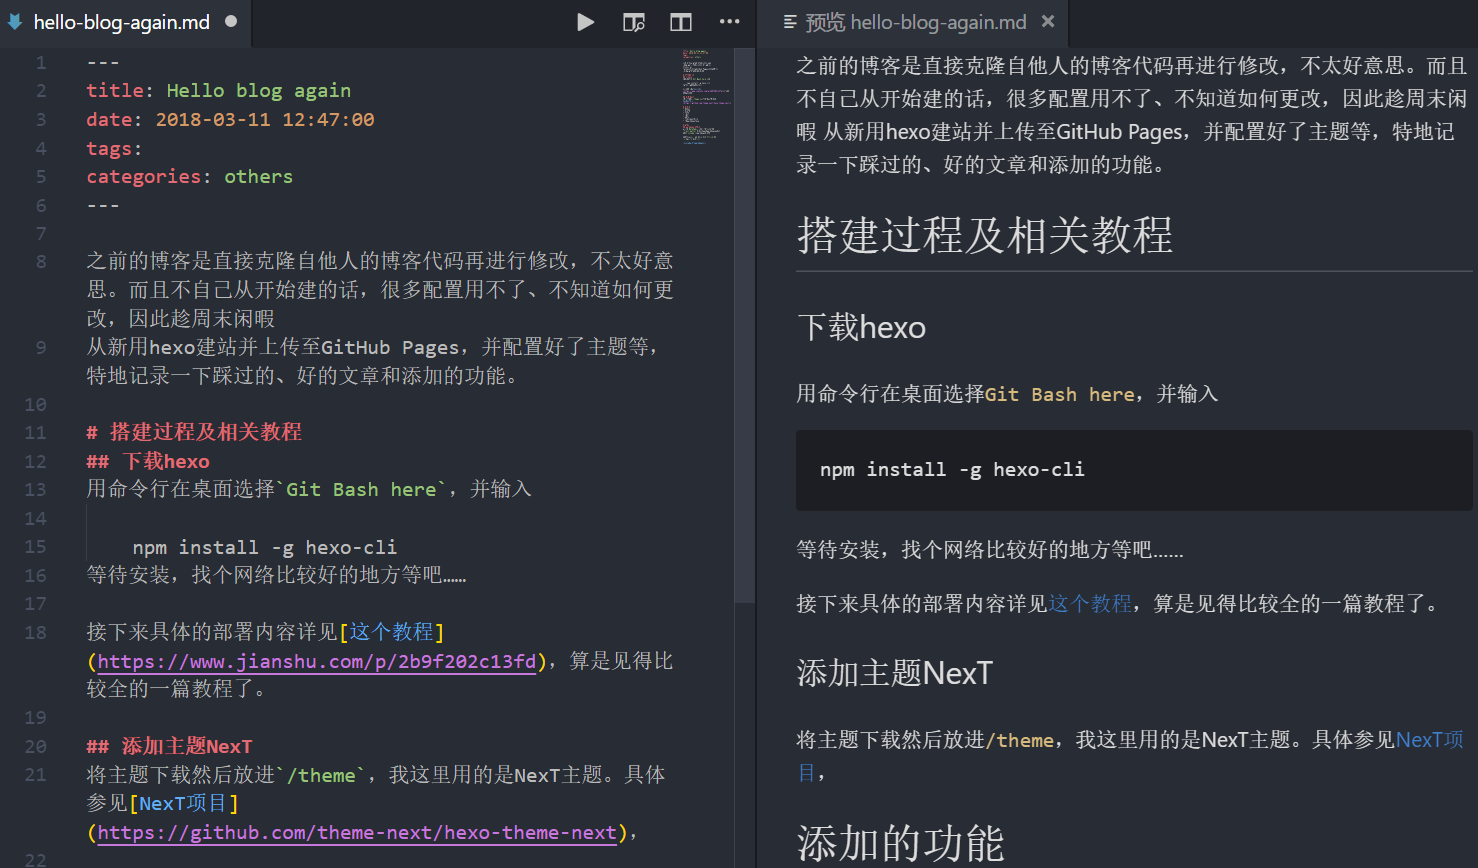 hello-blog-again.md
1 ---
2 title: Hello blog again
3 date: 2018-03-11 12:47:00
4 tags:
5 categories: others
6 ---
7
8 之前的博客是直接克隆自他人的博客代码再进行修改，不太好意
思。而且不自己从开始建的话，很多配置用不了、不知道如何更
改，因此趁周末闲暇
9 从新用hexo建站并上传至GitHub Pages，并配置好了主题等，
特地记录一下踩过的、好的文章和添加的功能。
10
11 # 搭建过程及相关教程
12 ## 下载hexo
13 用命令行在桌面选择`Git Bash here`，并输入
14
15 npm install -g hexo-cli
16 等待安装，找个网络比较好的地方等吧……
17
18 接下来具体的部署内容详见[这个教程]
(https://www.jianshu.com/p/2b9f202c13fd)，算是见得比
较全的一篇教程了。
19
20 ## 添加主题NexT
21 将主题下载然后放进`/theme`，我这里用的是NexT主题。具体
参见[NexT项目]
(https://github.com/theme-next/hexo-theme-next)，
22
预览 hello-blog-again.md
之前的博客是直接克隆自他人的博客代码再进行修改，不太好意思。而且
不自己从开始建的话，很多配置用不了、不知道如何更改，因此趁周末闲
暇 从新用hexo建站并上传至GitHub Pages，并配置好了主题等，特地记
录一下踩过的、好的文章和添加的功能。
搭建过程及相关教程
下载hexo
用命令行在桌面选择Git Bash here，并输入
npm install -g hexo-cli
等待安装，找个网络比较好的地方等吧……
接下来具体的部署内容详见这个教程，算是见得比较全的一篇教程了。
添加主题NexT
将主题下载然后放进/theme，我这里用的是NexT主题。具体参见NexT项
目，
添加的功能